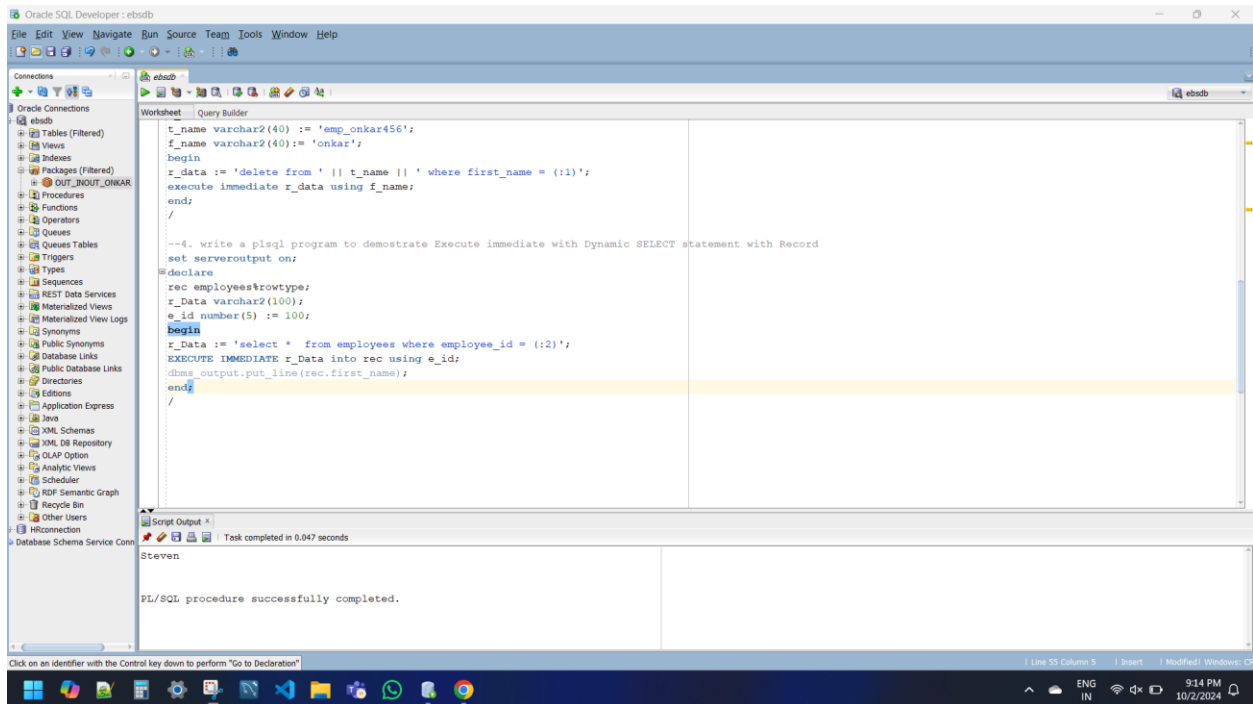 Oracle SQL Developer : ebsdb
File Edit View Navigate Run Source Team Tools Window Help
Connections
ebsdb
ebsdb
Oracle Connections
ebsdb
Tables (Filtered)
Views
Indexes
Packages (Filtered)
OUT_INOUT_ONKAR
Procedures
Functions
Operators
Queues
Queues Tables
Triggers
Types
Sequences
REST Data Services
Materialized Views
Materialized View Logs
Synonyms
Public Synonyms
Database Links
Public Database Links
Directories
Editions
Application Express
Java
XML Schemas
XML DB Repository
OLAP Option
Analytic Views
Scheduler
RDF Semantic Graph
Recycle Bin
Other Users
HRconnection
Database Schema Service Conn
Worksheet Query Builder
t_name varchar2(40) := 'emp_onkar456';
f_name varchar2(40):= 'onkar';
begin
r_data := 'delete from ' || t_name || ' where first_name = (:1)';
execute immediate r_data using f_name;
end;
/
--4. write a plsql program to demostrate Execute immediate with Dynamic SELECT statement with Record
set serveroutput on;
declare
rec employees%rowtype;
r_Data varchar2(100);
e_id number(5) := 100;
begin
r_Data := 'select *  from employees where employee_id = (:2)';
EXECUTE IMMEDIATE r_Data into rec using e_id;
dbms_output.put_line(rec.first_name);
end;
/
Script Output
Task completed in 0.047 seconds
Steven
PL/SQL procedure successfully completed.
Click on an identifier with the Control key down to perform "Go to Declaration"
Line 55 Column 5 Insert Modified Windows: CR
ENG
IN
9:14 PM
10/2/2024